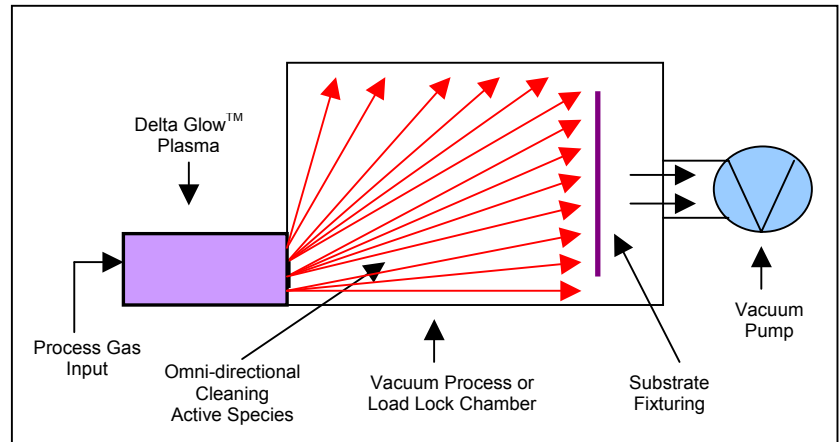 Delta Glow™
Plasma
Process Gas
Input
Omni-directional
Cleaning
Active Species
Vacuum Process or
Load Lock Chamber
Substrate
Fixturing
Vacuum
Pump